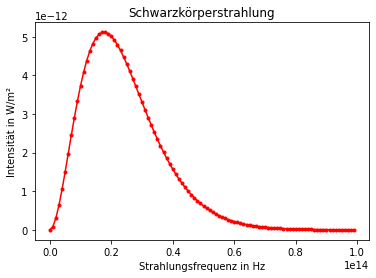 Schwarzkörperstrahlung
1e−12
5
4
3
2
1
0
Intensität in W/m²
0.0 0.2 0.4 0.6 0.8 1.0
1e14
Strahlungsfrequenz in Hz